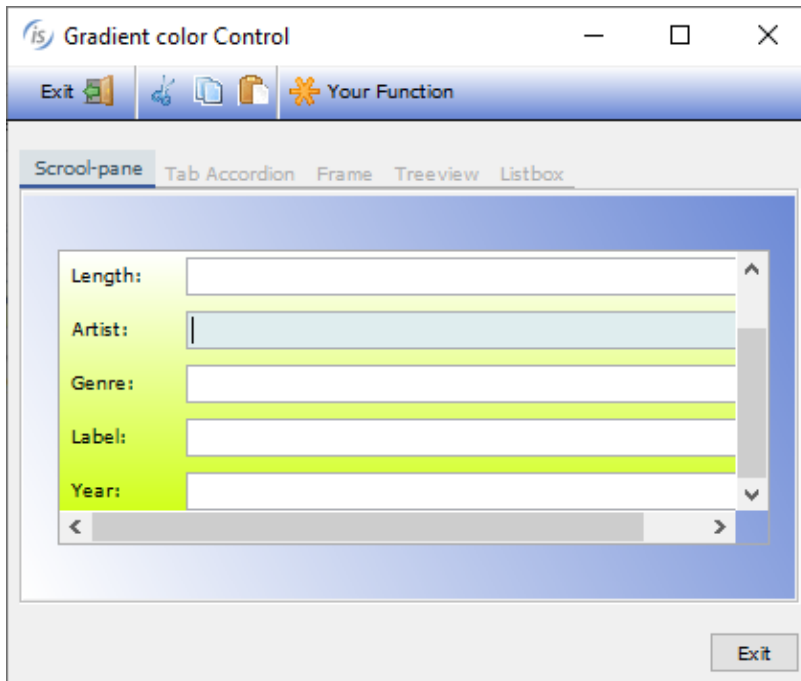 is Gradient color Control
Exit Your Function
Scrool-pane Tab Accordion Frame Treeview Listbox
Length:
Artist:
Genre:
Label:
Year:
Exit